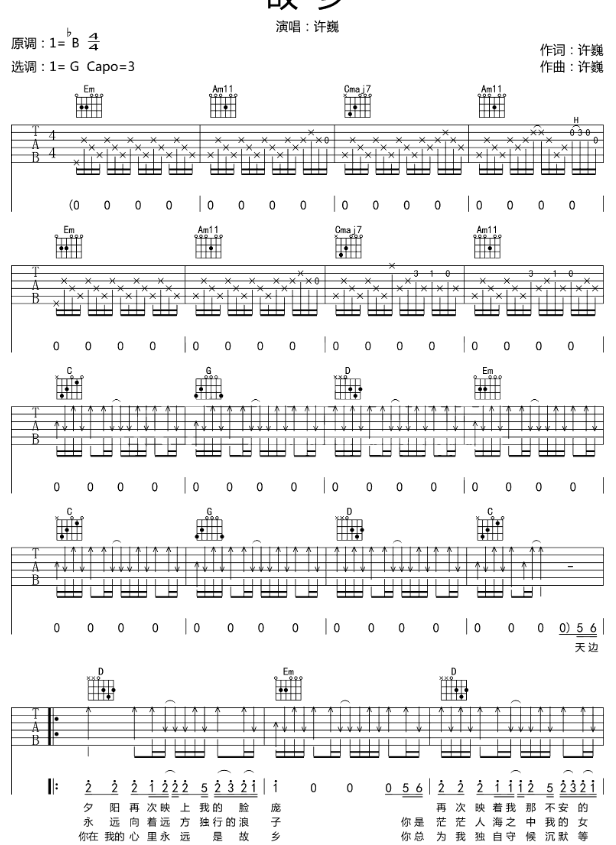 故乡
演唱：许巍
原调：1=♭B 4/4
作词：许巍
选调：1= G Capo=3
作曲：许巍
Em Am11 Cmaj7 Am11
H
T A B 4 4 0 0 3 0 0
(0 0 0 0 0 0 0 0 0 0 0 0 0 0 0 0
Em Am11 Cmaj7 Am11
T A B 0 3 1 0 3 1 0
0 0 0 0 0 0 0 0 0 0 0 0 0 0 0 0
C G D Em
T A B
0 0 0 0 0 0 0 0 0 0 0 0 0 0 0 0
C G D C
T A B
0 0 0 0 0 0 0 0 0 0 0 0 0 0 0 0) 5 6
天 边
D Em D
T A B
2 2 2 1 2 2 1 5 2 3 2 1 1 0 0 0 5 6 2 2 2 1 2 2 1 5 2 3 2 1
夕 阳 再 次 映 上 我 的 脸 庞 再 次 映 着 我 那 不 安 的
永 远 向 着 远 方 独 行 的 浪 子 你 是 茫 茫 人 海 之 中 我 的 女
你在 我的 心 里 永 远 是 故 乡 你 总 为 我 独 自 守 候 沉 默 等